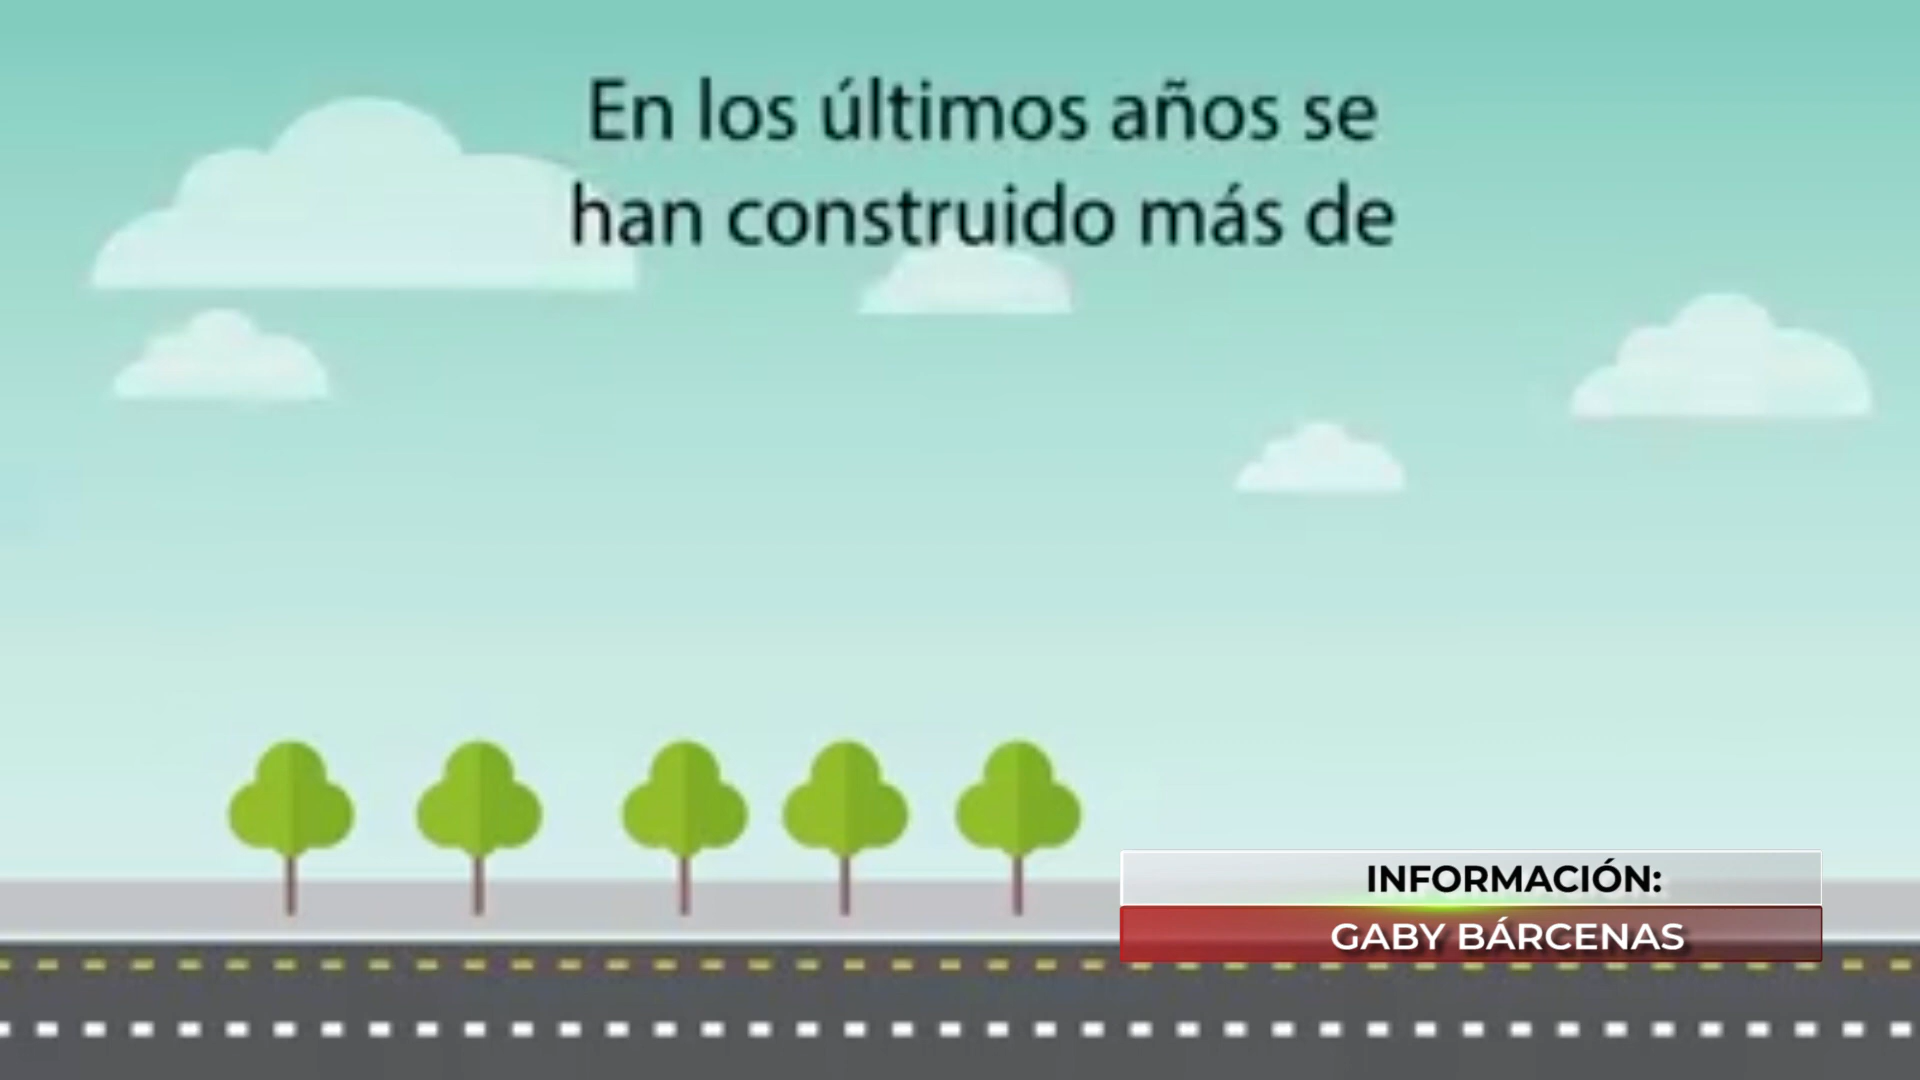 En los últimos años se
han construido más de
INFORMACIÓN:
GABY BÁRCENAS